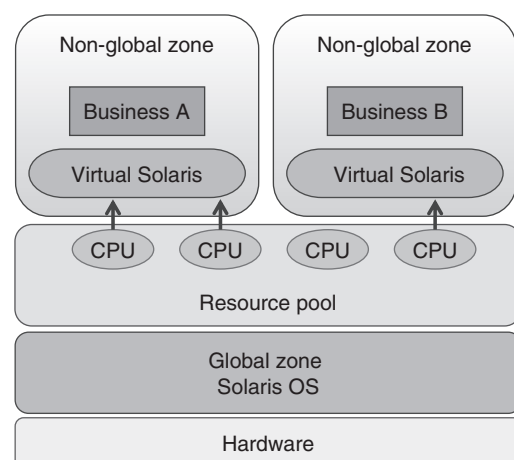 Non-global zone
Non-global zone
Business A
Business B
Virtual Solaris
Virtual Solaris
CPU
CPU
CPU
CPU
Resource pool
Global zone
Solaris OS
Hardware